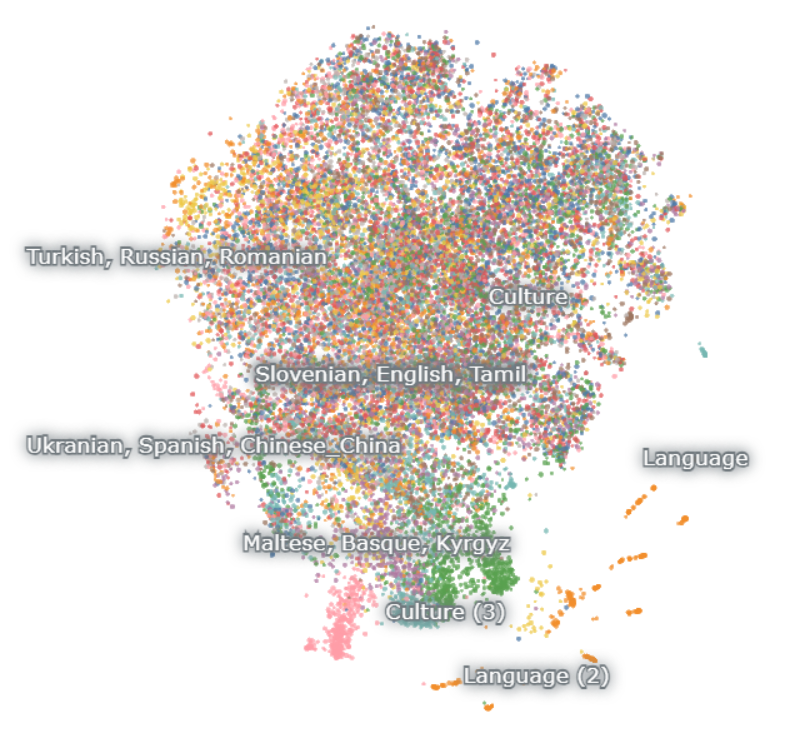 Turkish, Russian, Romanian
Culture
Slovenian, English, Tamil
Ukranian, Spanish, Chinese_China
Language
Maltese, Basque, Kyrgyz
Culture (3)
Language (2)